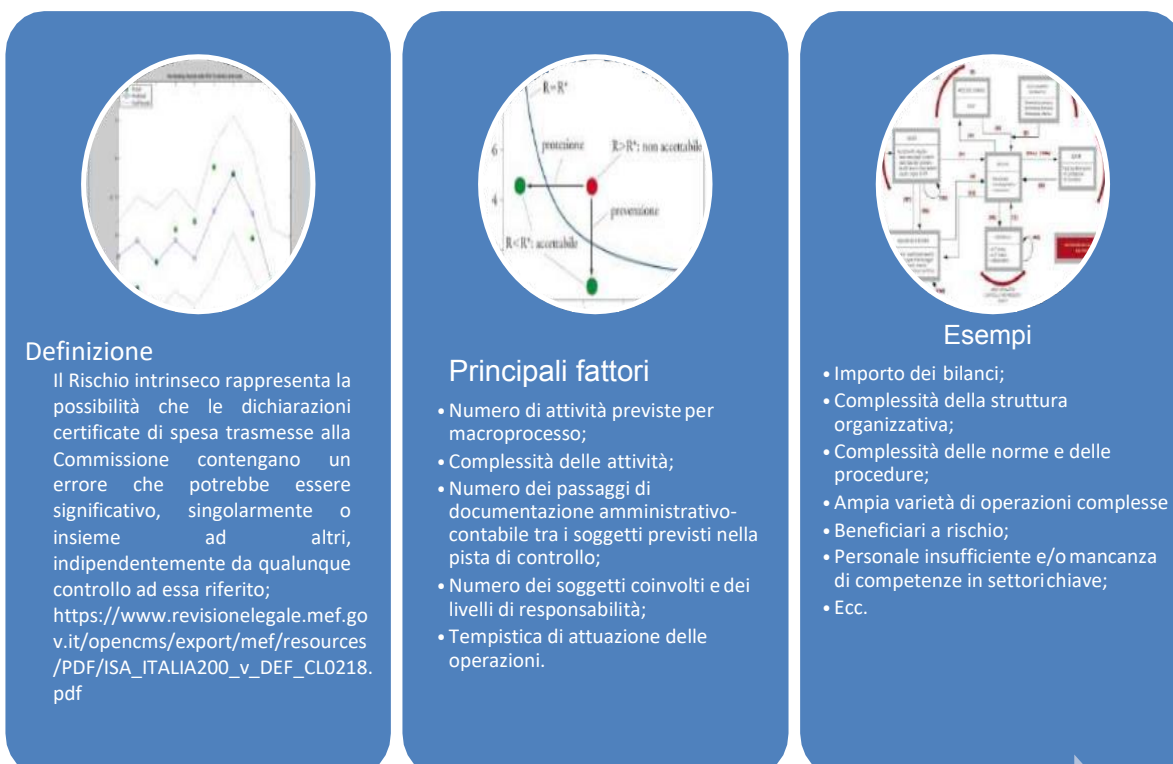 R=R*
6
protezione
R>R*: non accettabile
4
prevenzione
R<R*: accettabile
Definizione
Il Rischio intrinseco rappresenta la
possibilità che le dichiarazioni
certificate di spesa trasmesse alla
Commissione contengano un
errore che potrebbe essere
significativo, singolarmente o
insieme ad altri,
indipendentemente da qualunque
controllo ad essa riferito;
https://www.revisionelegale.mef.go
v.it/opencms/export/mef/resources
/PDF/ISA_ITALIA200_v_DEF_CL0218.
pdf
Principali fattori
• Numero di attività previste per
macroprocesso;
• Complessità delle attività;
• Numero dei passaggi di
documentazione amministrativo-
contabile tra i soggetti previsti nella
pista di controllo;
• Numero dei soggetti coinvolti e dei
livelli di responsabilità;
• Tempistica di attuazione delle
operazioni.
Esempi
• Importo dei bilanci;
• Complessità della struttura
organizzativa;
• Complessità delle norme e delle
procedure;
• Ampia varietà di operazioni complesse
• Beneficiari a rischio;
• Personale insufficiente e/o mancanza
di competenze in settori chiave;
• Ecc.